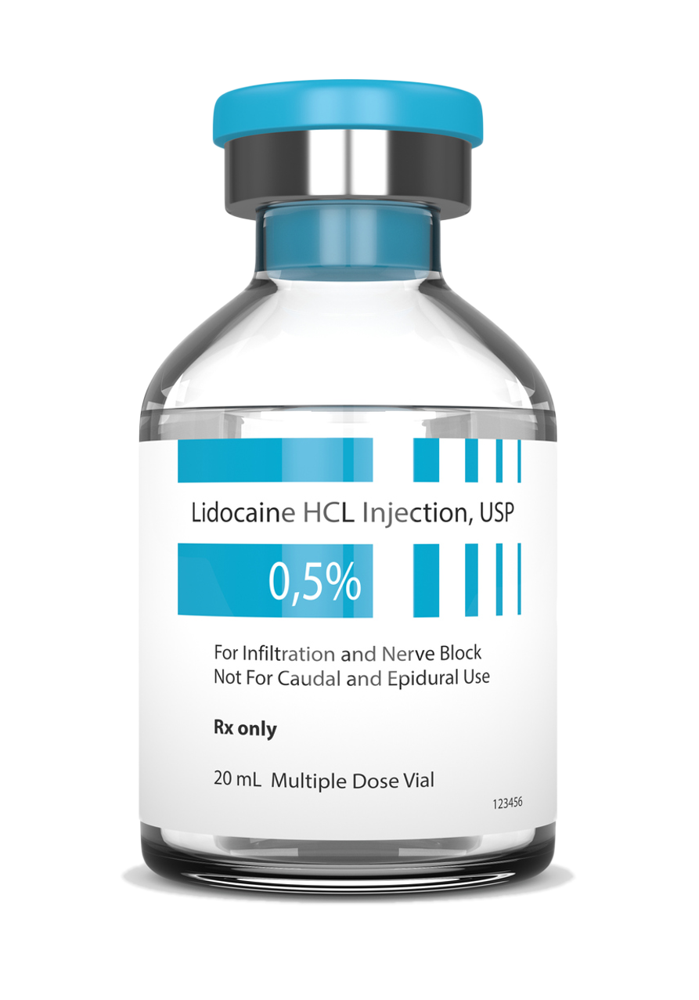 Lidocaine HCL Injection, USP
0,5%
For Infiltration and Nerve Block
Not For Caudal and Epidural Use
Rx only
20 mL Multiple Dose Vial
123456